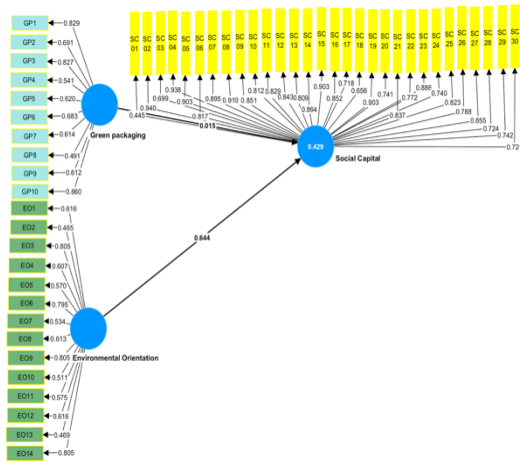 SC 01
SC 02
SC 03
SC 04
SC 05
SC 06
SC 07
SC 08
SC 09
SC 10
SC 11
SC 12
SC 13
SC 14
SC 15
SC 16
SC 17
SC 18
SC 19
SC 20
SC 21
SC 22
SC 23
SC 24
SC 25
SC 26
SC 27
SC 28
SC 29
SC 30
0.445
0.940
0.699
0.938
0.903
0.817
0.895
0.910
0.851
0.812
0.829
0.843
0.809
0.864
0.903
0.852
0.718
0.656
0.903
0.741
0.837
0.772
0.886
0.740
0.823
0.788
0.855
0.724
0.742
0.72
GP1 0.829
GP2 0.691
GP3 0.827
GP4 0.541
GP5 0.620
GP6 0.683
GP7 0.614
GP8 0.491
GP9 0.612
GP10 0.660
Green packaging
0.015
0.429
Social Capital
0.644
EO1 0.616
EO2 0.465
EO3 0.805
EO4 0.607
EO5 0.570
EO6 0.795
EO7 0.534
EO8 0.613
EO9 0.805
EO10 0.511
EO11 0.575
EO12 0.616
EO13 0.469
EO14 0.805
Environmental Orientation